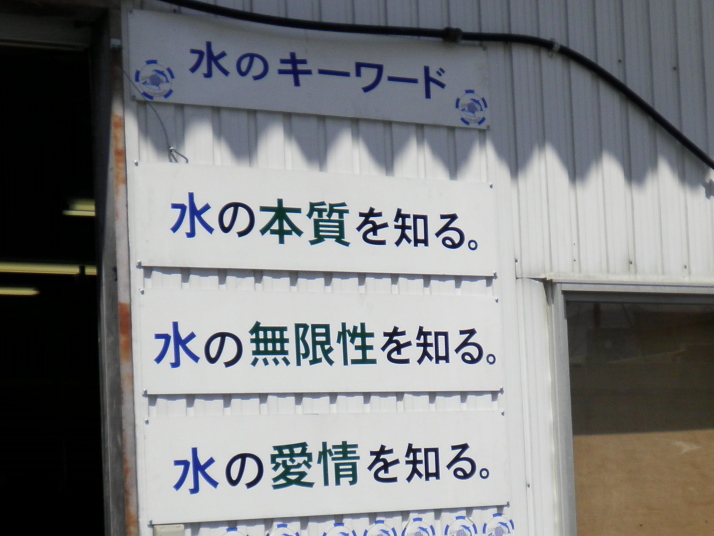 水のキーワード
水の本質を知る。
水の無限性を知る。
水の愛情を知る。